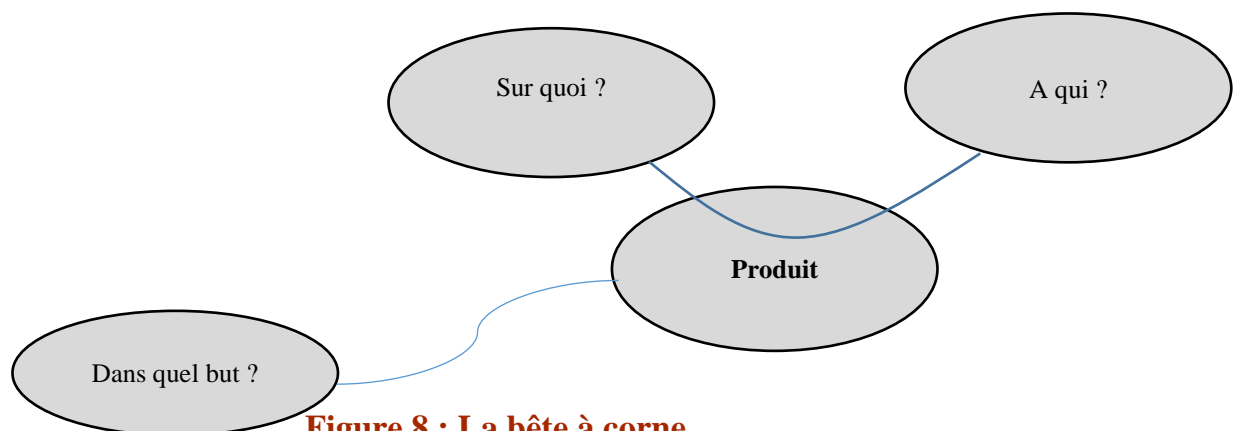 Sur quoi ?
A qui ?
Produit
Dans quel but ?
Figure 8 : La bête à corne